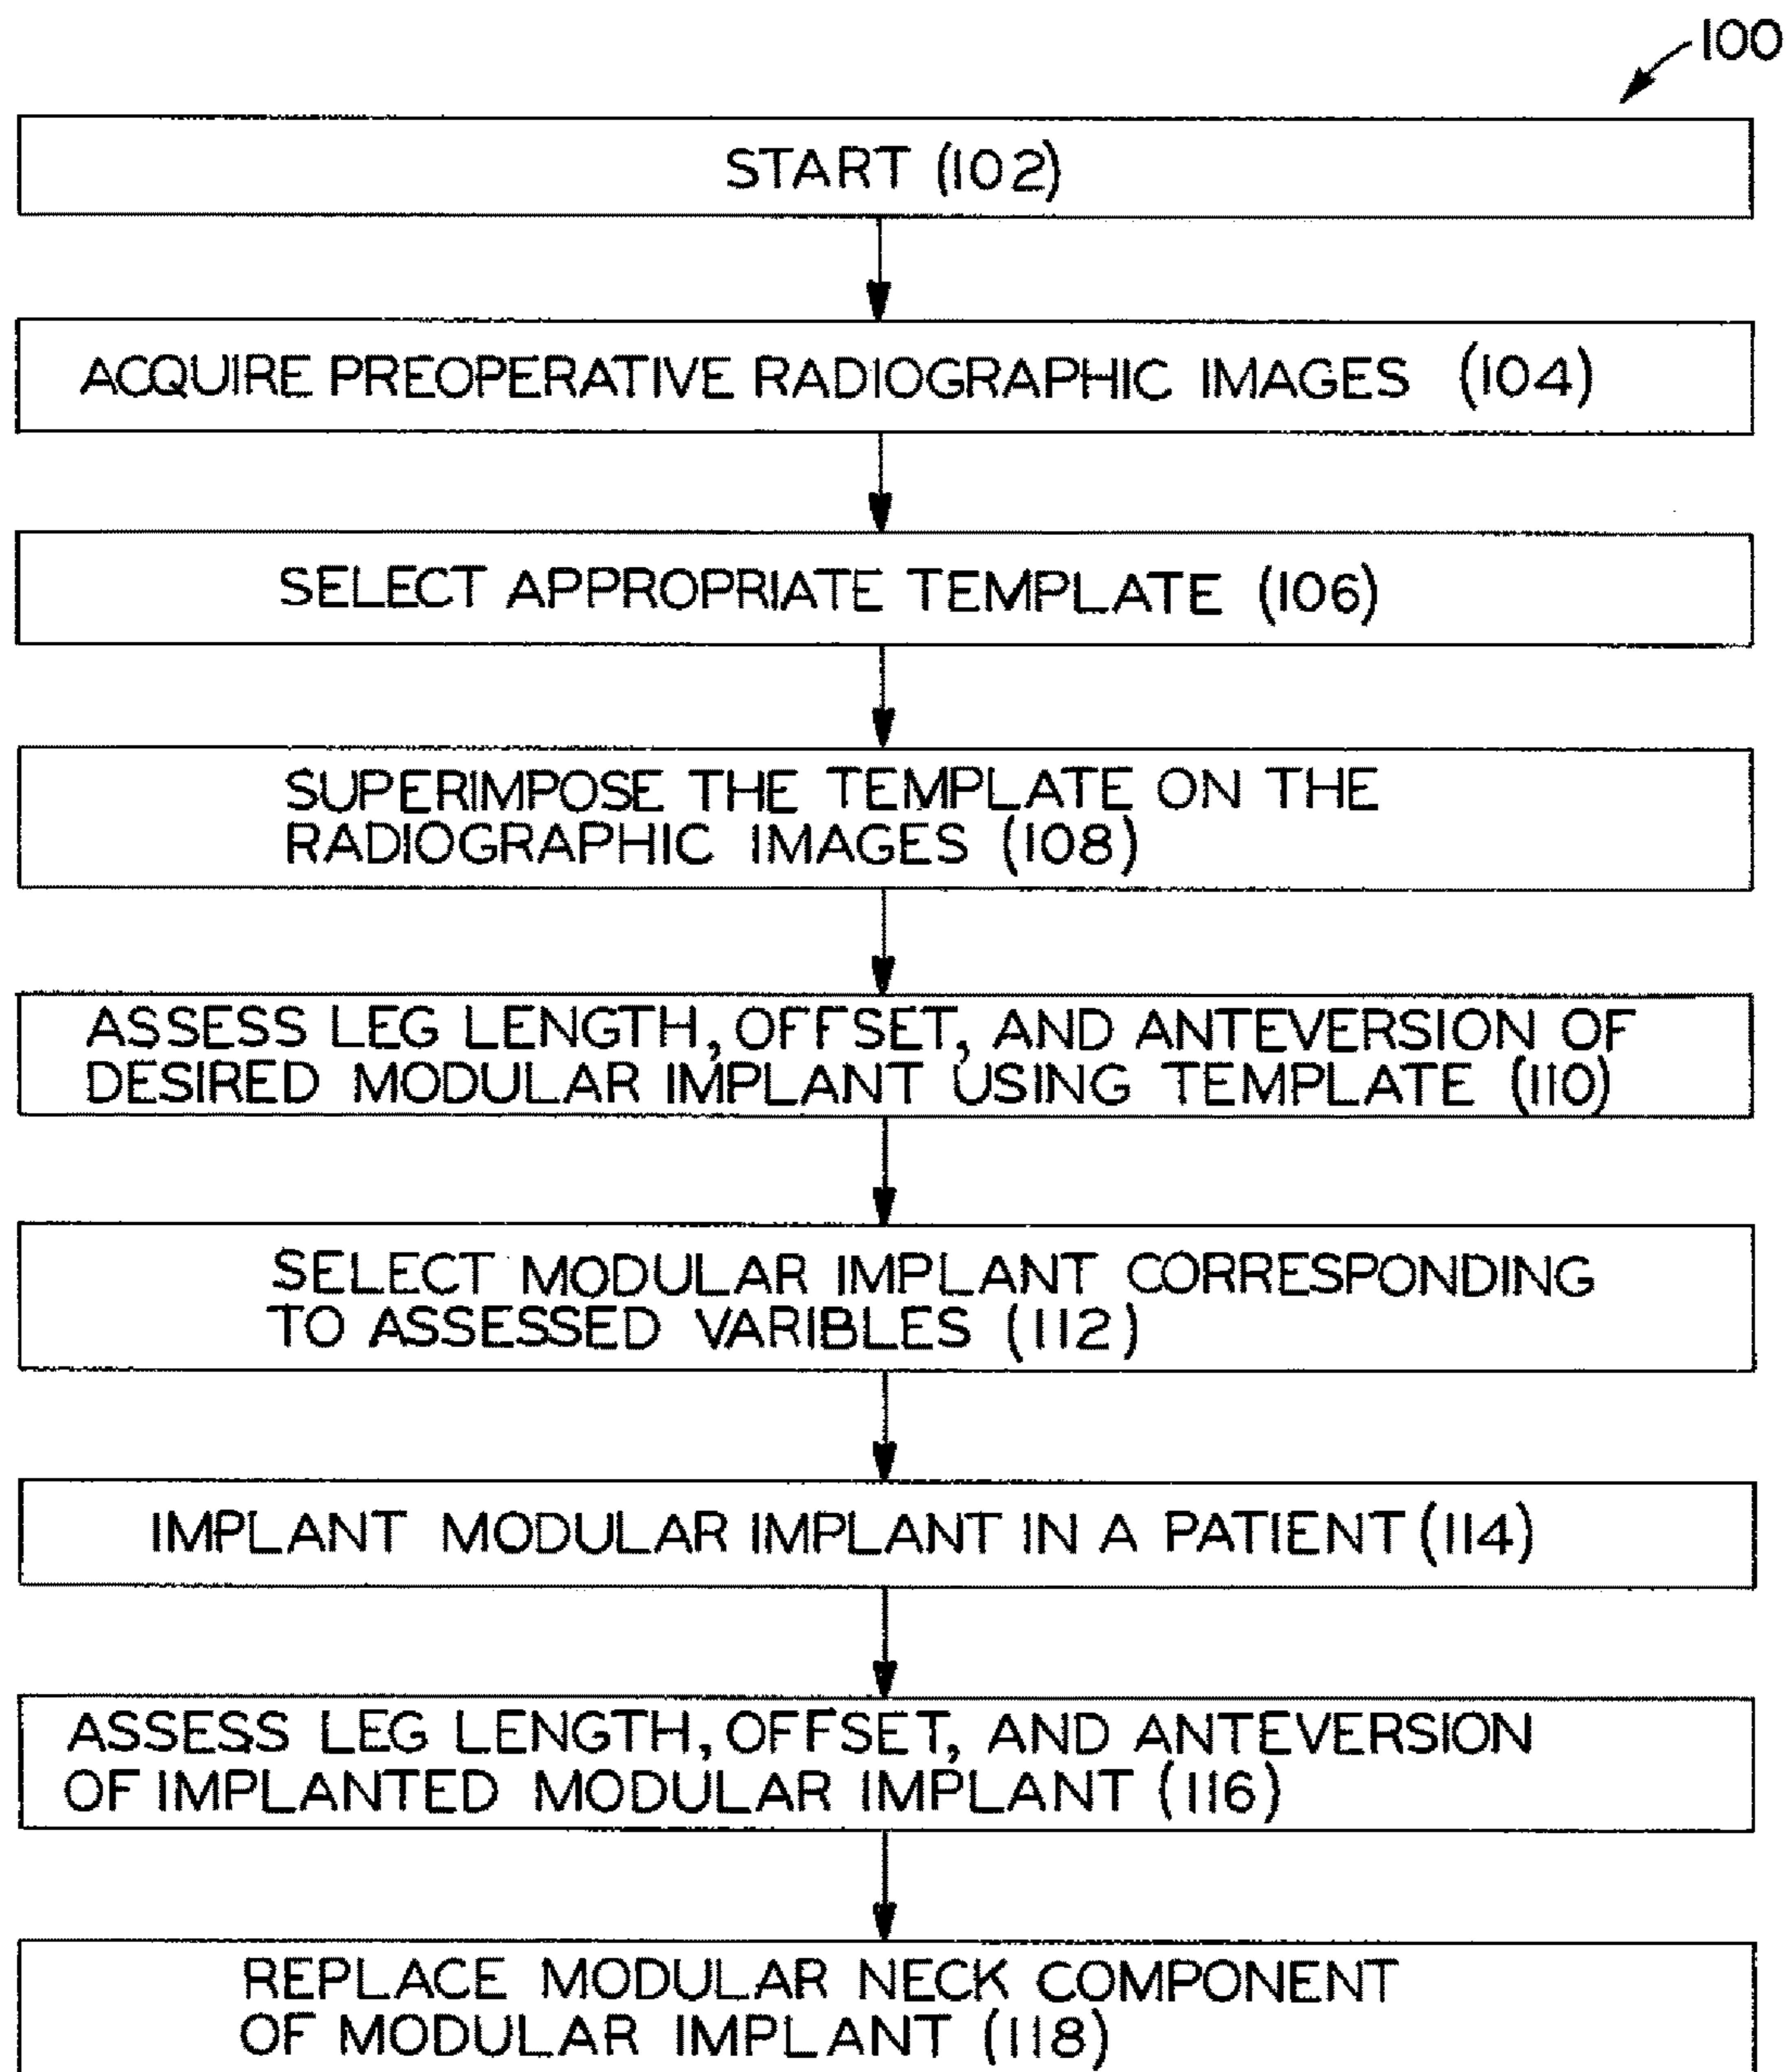 100
START (102)
ACQUIRE PREOPERATIVE RADIOGRAPHIC IMAGES (104)
SELECT APPROPRIATE TEMPLATE (106)
SUPERIMPOSE THE TEMPLATE ON THE
RADIOGRAPHIC IMAGES (108)
ASSESS LEG LENGTH, OFFSET, AND ANTEVERSION OF
DESIRED MODULAR IMPLANT USING TEMPLATE (110)
SELECT MODULAR IMPLANT CORRESPONDING
TO ASSESSED VARIBLES (112)
IMPLANT MODULAR IMPLANT IN A PATIENT (114)
ASSESS LEG LENGTH, OFFSET, AND ANTEVERSION
OF IMPLANTED MODULAR IMPLANT (116)
REPLACE MODULAR NECK COMPONENT
OF MODULAR IMPLANT (118)